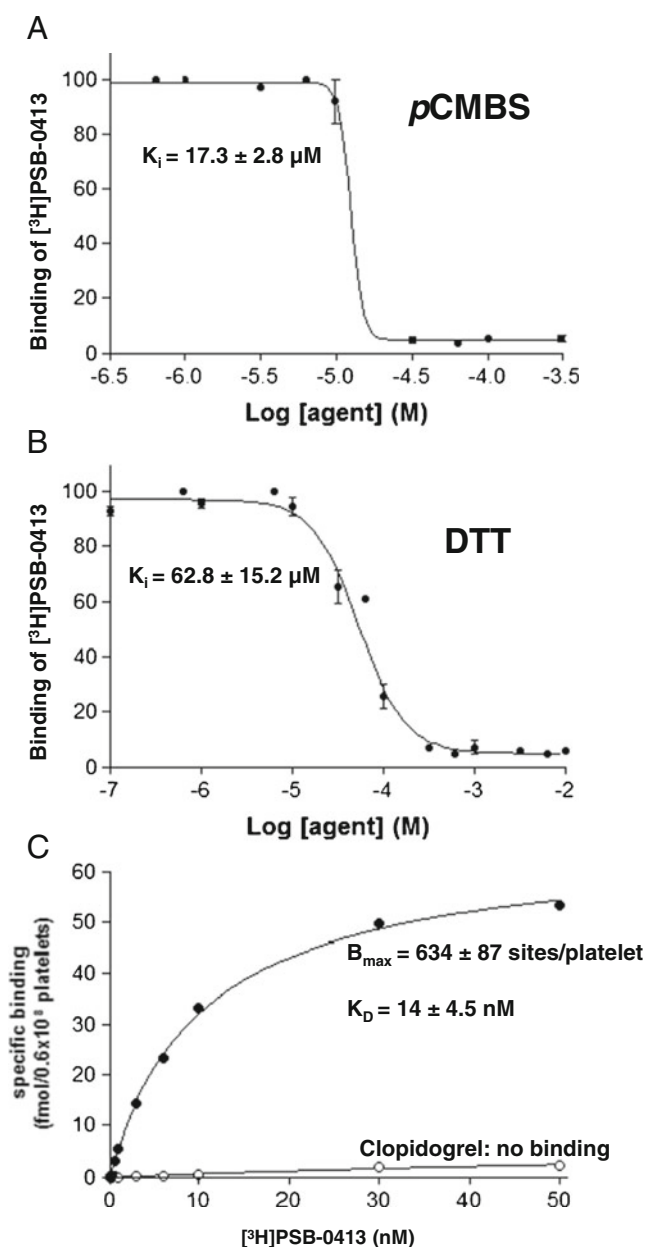 A
pCMBS
K_i = 17.3 ± 2.8 µM
Binding of [³H]PSB-0413
100
80
60
40
20
0
-6.5 -6.0 -5.5 -5.0 -4.5 -4.0 -3.5
Log [agent] (M)
B
DTT
K_i = 62.8 ± 15.2 µM
Binding of [³H]PSB-0413
100
80
60
40
20
0
-7 -6 -5 -4 -3 -2
Log [agent] (M)
C
specific binding
(fmol/0.6x10⁸ platelets)
60
50
40
30
20
10
0
B_max = 634 ± 87 sites/platelet
K_D = 14 ± 4.5 nM
Clopidogrel: no binding
0 10 20 30 40 50
[³H]PSB-0413 (nM)